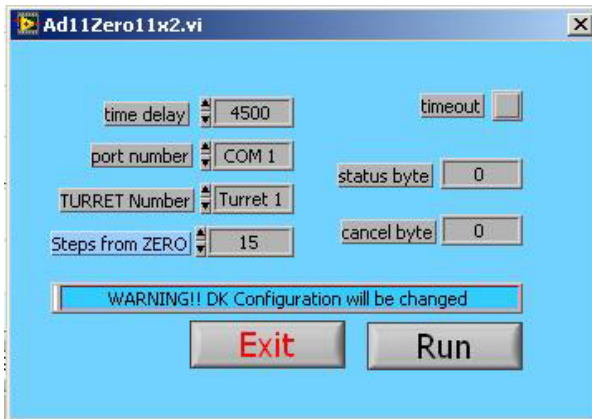 Ad11Zero11x2.vi
time delay 4500
timeout
port number COM 1
status byte 0
TURRET Number Turret 1
cancel byte 0
Steps from ZERO 15
WARNING!! DK Configuration will be changed
Exit Run